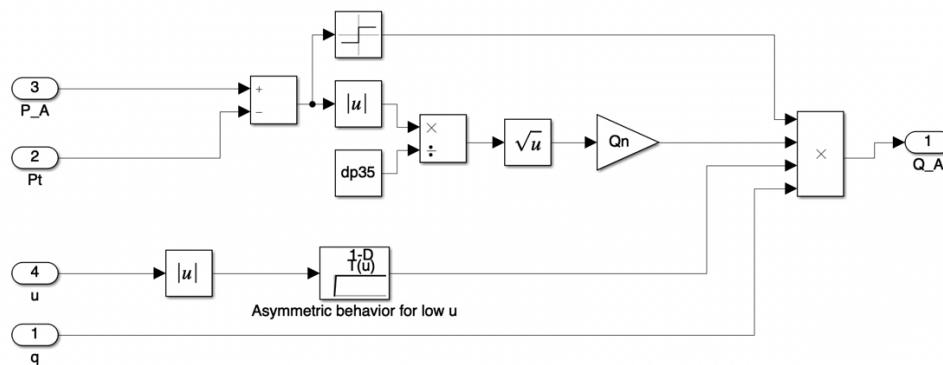 3
P_A
+
−
|u|
×
÷
dp35
√u
Qn
×
1
Q_A
2
Pt
4
u
|u|
1-D
T(u)
Asymmetric behavior for low u
1
q